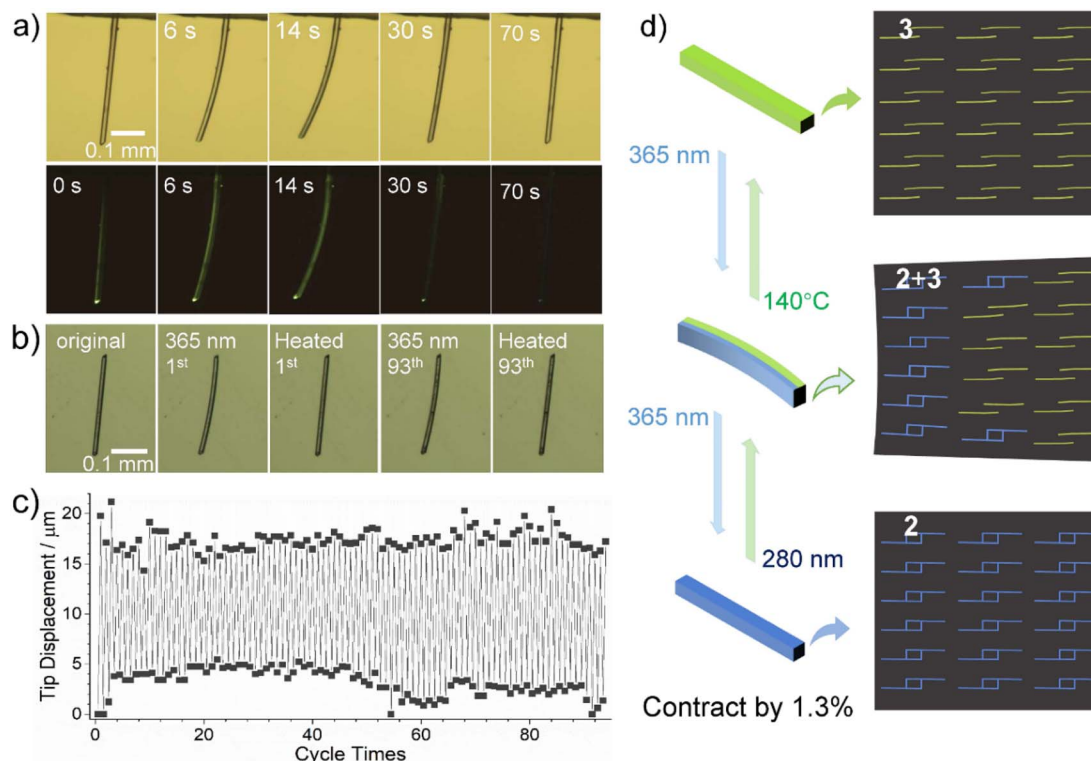 a)
6 s
14 s
30 s
70 s
0.1 mm
0 s
6 s
14 s
30 s
70 s
b)
original
365 nm
1st
Heated
1st
365 nm
93th
Heated
93th
0.1 mm
c)
Tip Displacement / μm
20
15
10
5
0
0
20
40
60
80
Cycle Times
d)
3
365 nm
140°C
2+3
365 nm
280 nm
2
Contract by 1.3%